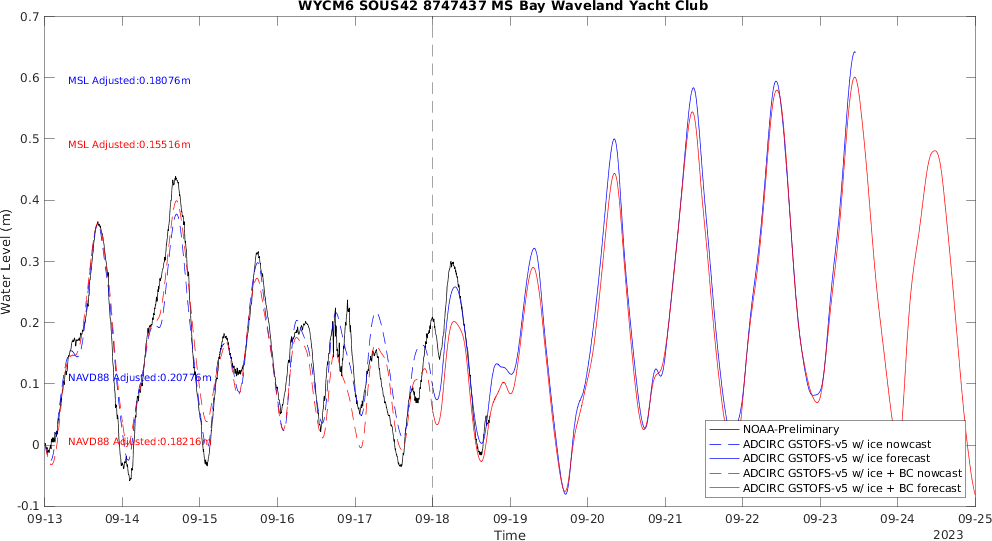 WYCM6 SOUS42 8747437 MS Bay Waveland Yacht Club
0.7
0.6
0.5
0.4
0.3
0.2
0.1
0
-0.1
Water Level (m)
MSL Adjusted:0.18076m
MSL Adjusted:0.15516m
NAVD88 Adjusted:0.20776m
NAVD88 Adjusted:0.18216m
NOAA-Preliminary
ADCIRC GSTOFS-v5 w/ ice nowcast
ADCIRC GSTOFS-v5 w/ ice forecast
ADCIRC GSTOFS-v5 w/ ice + BC nowcast
ADCIRC GSTOFS-v5 w/ ice + BC forecast
09-13 09-14 09-15 09-16 09-17 09-18 09-19 09-20 09-21 09-22 09-23 09-24 09-25
Time
2023